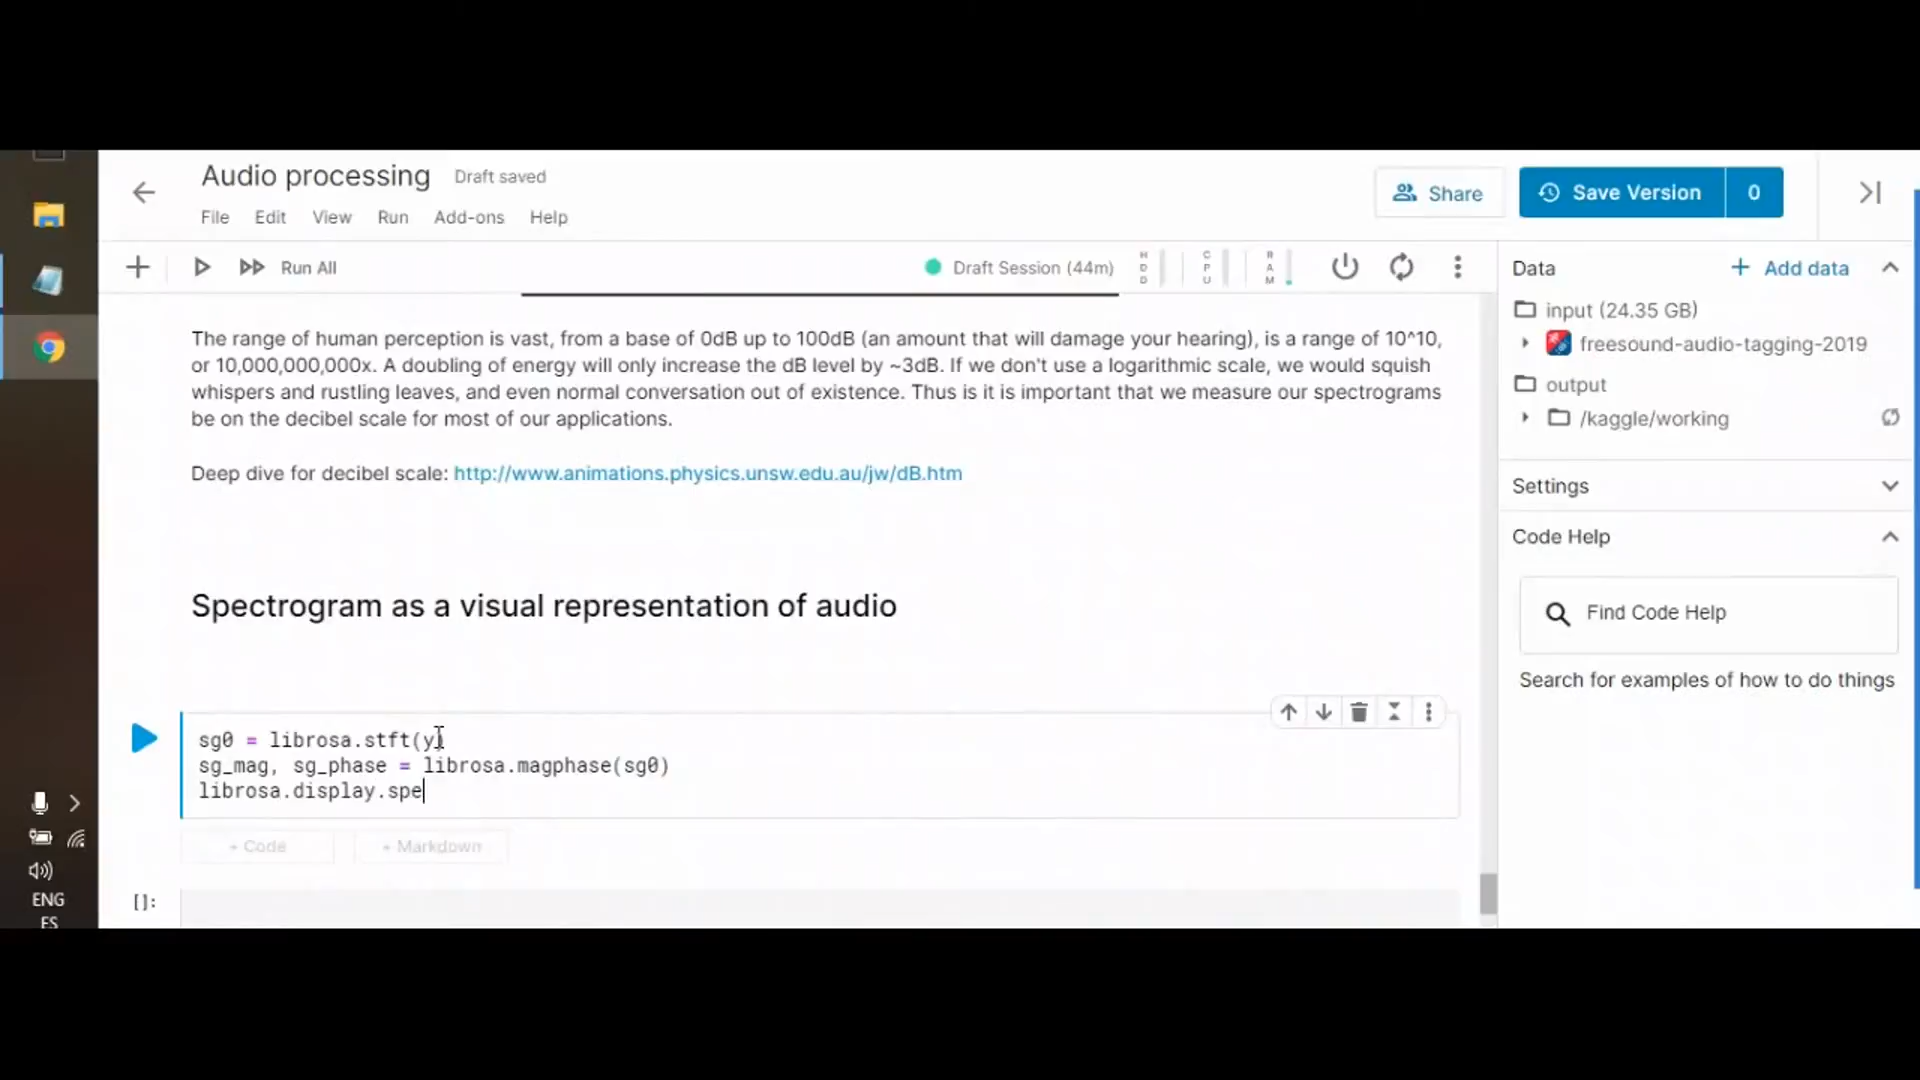 Audio processing Draft saved
File Edit View Run Add-ons Help
Share
Save Version 0
Run All
Draft Session (44m)
HDD
CPU
RAM
The range of human perception is vast, from a base of 0dB up to 100dB (an amount that will damage your hearing), is a range of 10^10,
or 10,000,000,000x. A doubling of energy will only increase the dB level by ~3dB. If we don't use a logarithmic scale, we would squish
whispers and rustling leaves, and even normal conversation out of existence. Thus is it is important that we measure our spectrograms
be on the decibel scale for most of our applications.
Deep dive for decibel scale: http://www.animations.physics.unsw.edu.au/jw/dB.htm
Spectrogram as a visual representation of audio
sg0 = librosa.stft(y)
sg_mag, sg_phase = librosa.magphase(sg0)
librosa.display.spe
+ Code + Markdown
[]:
Data
+ Add data
input (24.35 GB)
freesound-audio-tagging-2019
output
/kaggle/working
Settings
Code Help
Find Code Help
Search for examples of how to do things
ENG
ES